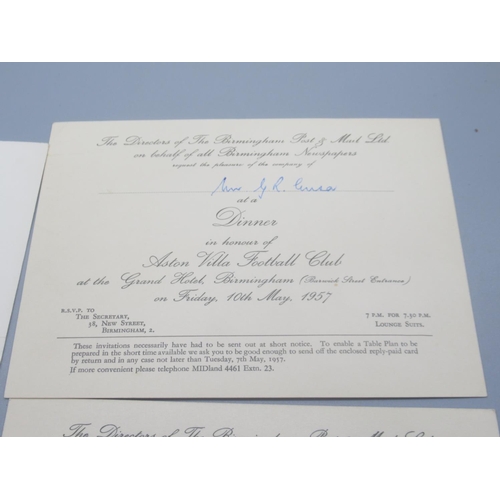 The Directors of The Birmingham Post & Mail Ltd
on behalf of all Birmingham Newspapers
request the pleasure of the company of
at a
Dinner
in honour of
Aston Villa Football Club
at the Grand Hotel, Birmingham (Barwick Street Entrance)
on Friday, 10th May, 1957
R.S.V.P. TO
THE SECRETARY,
38, NEW STREET,
BIRMINGHAM, 2.
7 P.M. FOR 7.30 P.M.
LOUNGE SUITS.
These invitations necessarily have had to be sent out at short notice. To enable a Table Plan to be
prepared in the short time available we ask you to be good enough to send off the enclosed reply-paid card
by return and in any case not later than Tuesday, 7th May, 1957.
If more convenient please telephone MIDland 4461 Extn. 23.
The Directors of The Birmingham Post & Mail Ltd